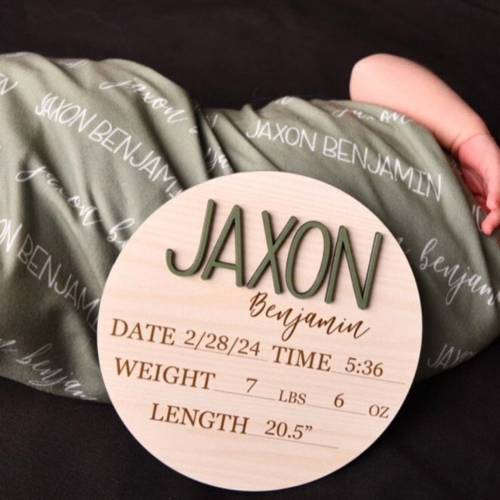 JAXON BENJAMIN
JAXON BENJAMIN
JAXON
Benjamin
DATE 2/28/24 TIME 5:36
WEIGHT 7 LBS 6 OZ
LENGTH 20.5"
benjamin
benjamin
JAXON